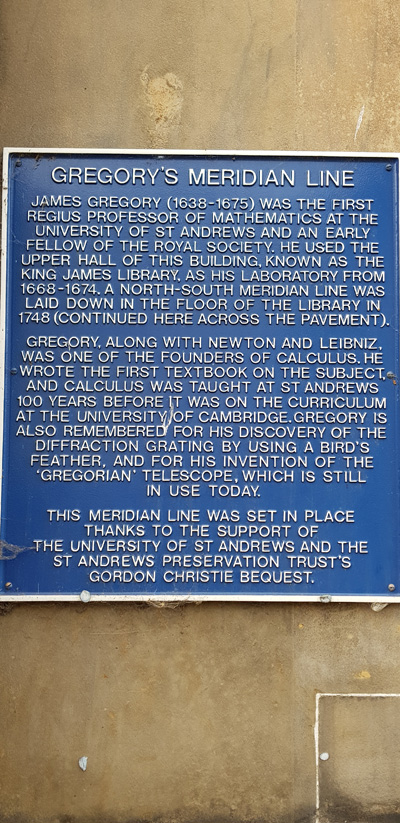 GREGORY'S MERIDIAN LINE
JAMES GREGORY (1638-1675) WAS THE FIRST
REGIUS PROFESSOR OF MATHEMATICS AT THE
UNIVERSITY OF ST ANDREWS AND AN EARLY
FELLOW OF THE ROYAL SOCIETY. HE USED THE
UPPER HALL OF THIS BUILDING, KNOWN AS THE
KING JAMES LIBRARY, AS HIS LABORATORY FROM
1668-1674. A NORTH-SOUTH MERIDIAN LINE WAS
LAID DOWN IN THE FLOOR OF THE LIBRARY IN
1748 (CONTINUED HERE ACROSS THE PAVEMENT).
GREGORY, ALONG WITH NEWTON AND LEIBNIZ,
WAS ONE OF THE FOUNDERS OF CALCULUS. HE
WROTE THE FIRST TEXTBOOK ON THE SUBJECT,
AND CALCULUS WAS TAUGHT AT ST ANDREWS
100 YEARS BEFORE IT WAS ON THE CURRICULUM
AT THE UNIVERSITY OF CAMBRIDGE. GREGORY IS
ALSO REMEMBERED FOR HIS DISCOVERY OF THE
DIFFRACTION GRATING BY USING A BIRD'S
FEATHER, AND FOR HIS INVENTION OF THE
'GREGORIAN' TELESCOPE, WHICH IS STILL
IN USE TODAY.
THIS MERIDIAN LINE WAS SET IN PLACE
THANKS TO THE SUPPORT OF
THE UNIVERSITY OF ST ANDREWS AND THE
ST ANDREWS PRESERVATION TRUST'S
GORDON CHRISTIE BEQUEST.